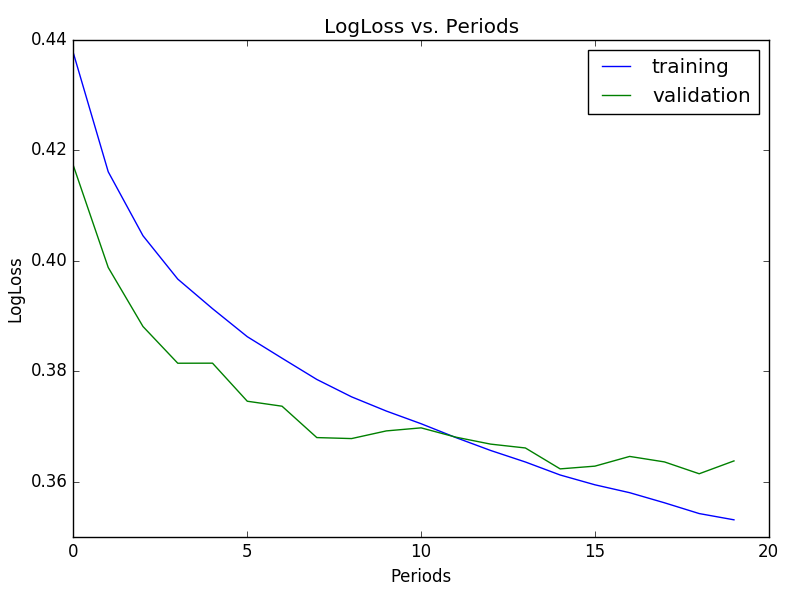 LogLoss vs. Periods
training
validation
0.44
0.42
0.40
0.38
0.36
LogLoss
0 5 10 15 20
Periods